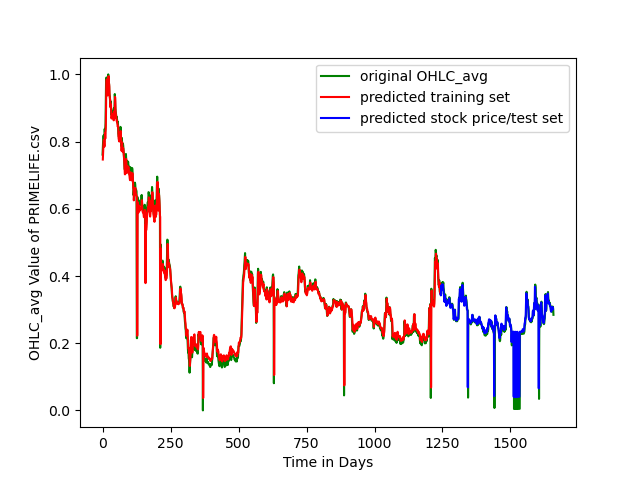 original OHLC_avg
predicted training set
predicted stock price/test set
OHLC_avg Value of PRIMELIFE.csv
1.0
0.8
0.6
0.4
0.2
0.0
0 250 500 750 1000 1250 1500
Time in Days